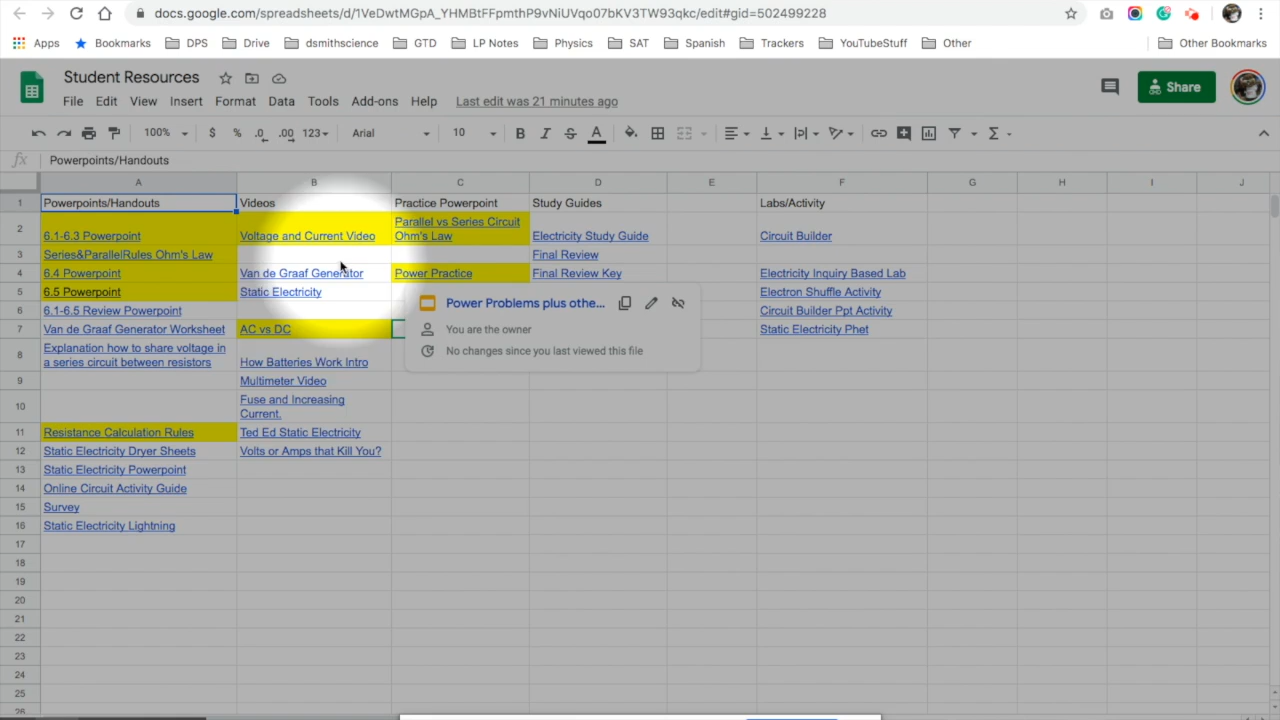 docs.google.com/spreadsheets/d/1VeDwtMGpA_YHMBtFFpmthP9vNiUVqo07bKV3TW93qkc/edit#gid=502499228
Apps Bookmarks DPS Drive dsmithscience GTD LP Notes Physics SAT Spanish Trackers YouTubeStuff Other Other Bookmarks
Student Resources
Share
File Edit View Insert Format Data Tools Add-ons Help Last edit was 21 minutes ago
100% $ % .0 .00 123 Arial 10 B I S A
fx Powerpoints/Handouts
A B C D E F G H I J
1 Powerpoints/Handouts Videos Practice Powerpoint Study Guides Labs/Activity
Parallel vs Series Circuit
2 6.1-6.3 Powerpoint Voltage and Current Video Ohm's Law Electricity Study Guide Circuit Builder
3 Series&ParallelRules Ohm's Law Final Review
4 6.4 Powerpoint Van de Graaf Generator Power Practice Final Review Key Electricity Inquiry Based Lab
5 6.5 Powerpoint Static Electricity Electron Shuffle Activity
Power Problems plus othe...
6 6.1-6.5 Review Powerpoint Circuit Builder Ppt Activity
7 Van de Graaf Generator Worksheet AC vs DC You are the owner Static Electricity Phet
Explanation how to share voltage in
No changes since you last viewed this file
8 a series circuit between resistors How Batteries Work Intro
9 Multimeter Video
Fuse and Increasing
10 Current.
11 Resistance Calculation Rules Ted Ed Static Electricity
12 Static Electricity Dryer Sheets Volts or Amps that Kill You?
13 Static Electricity Powerpoint
14 Online Circuit Activity Guide
15 Survey
16 Static Electricity Lightning
17
18
19
20
21
22
23
24
25
26